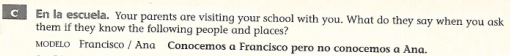 C En la escuela. Your parents are visiting your school with you. What do they say when you ask
them if they know the following people and places?
MODELO Francisco / Ana Conocemos a Francisco pero no conocemos a Ana.